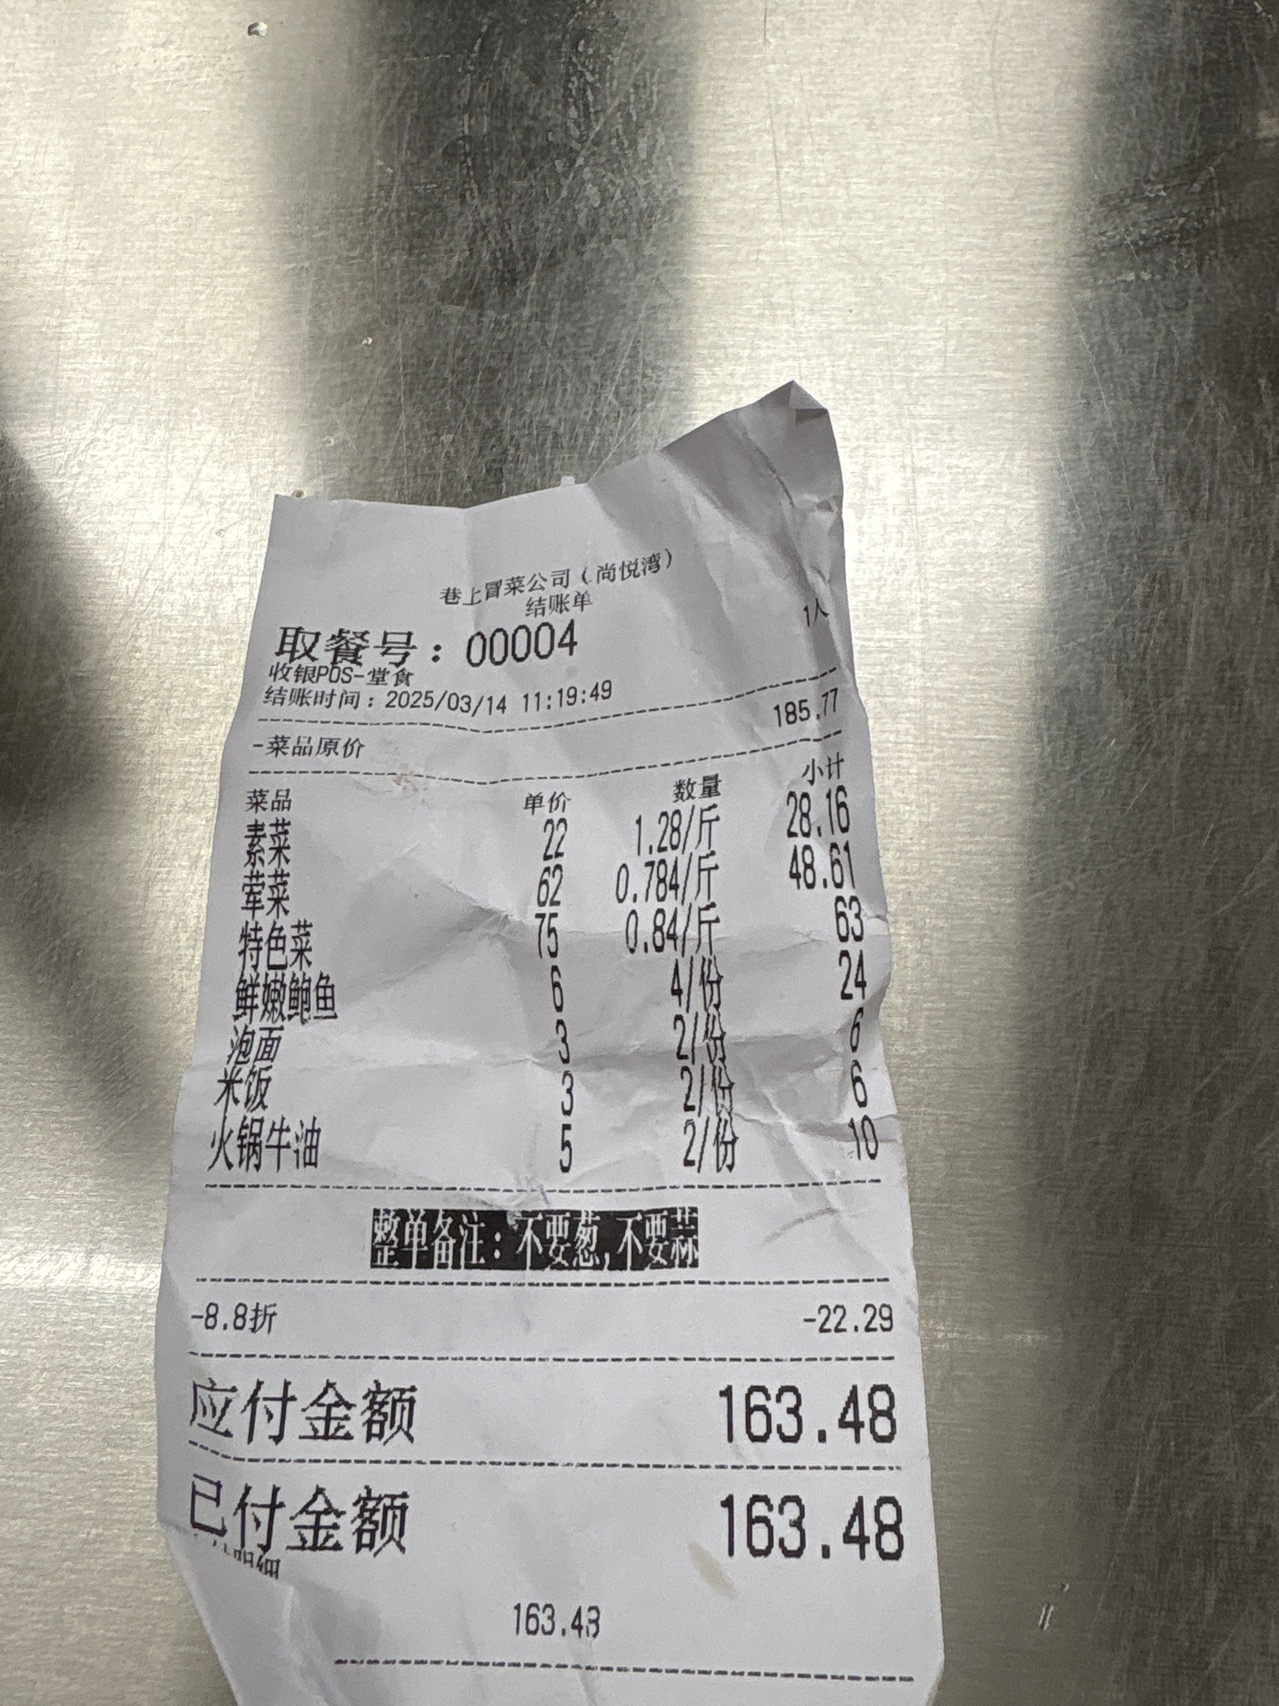 巷上冒菜公司（尚悦湾）
结账单
1人
取餐号：00004
收银POS-堂食
结账时间：2025/03/14 11:19:49
-菜品原价 185.77
菜品 单价 数量 小计
素菜 22 1.28/斤 28.16
荤菜 62 0.784/斤 48.61
特色菜 75 0.84/斤 63
鲜嫩鲍鱼 6 4/份 24
泡面 3 2/份 6
米饭 3 2/份 6
火锅牛油 5 2/份 10
整单备注：不要葱,不要蒜
-8.8折 -22.29
应付金额 163.48
已付金额 163.48
明细
163.48